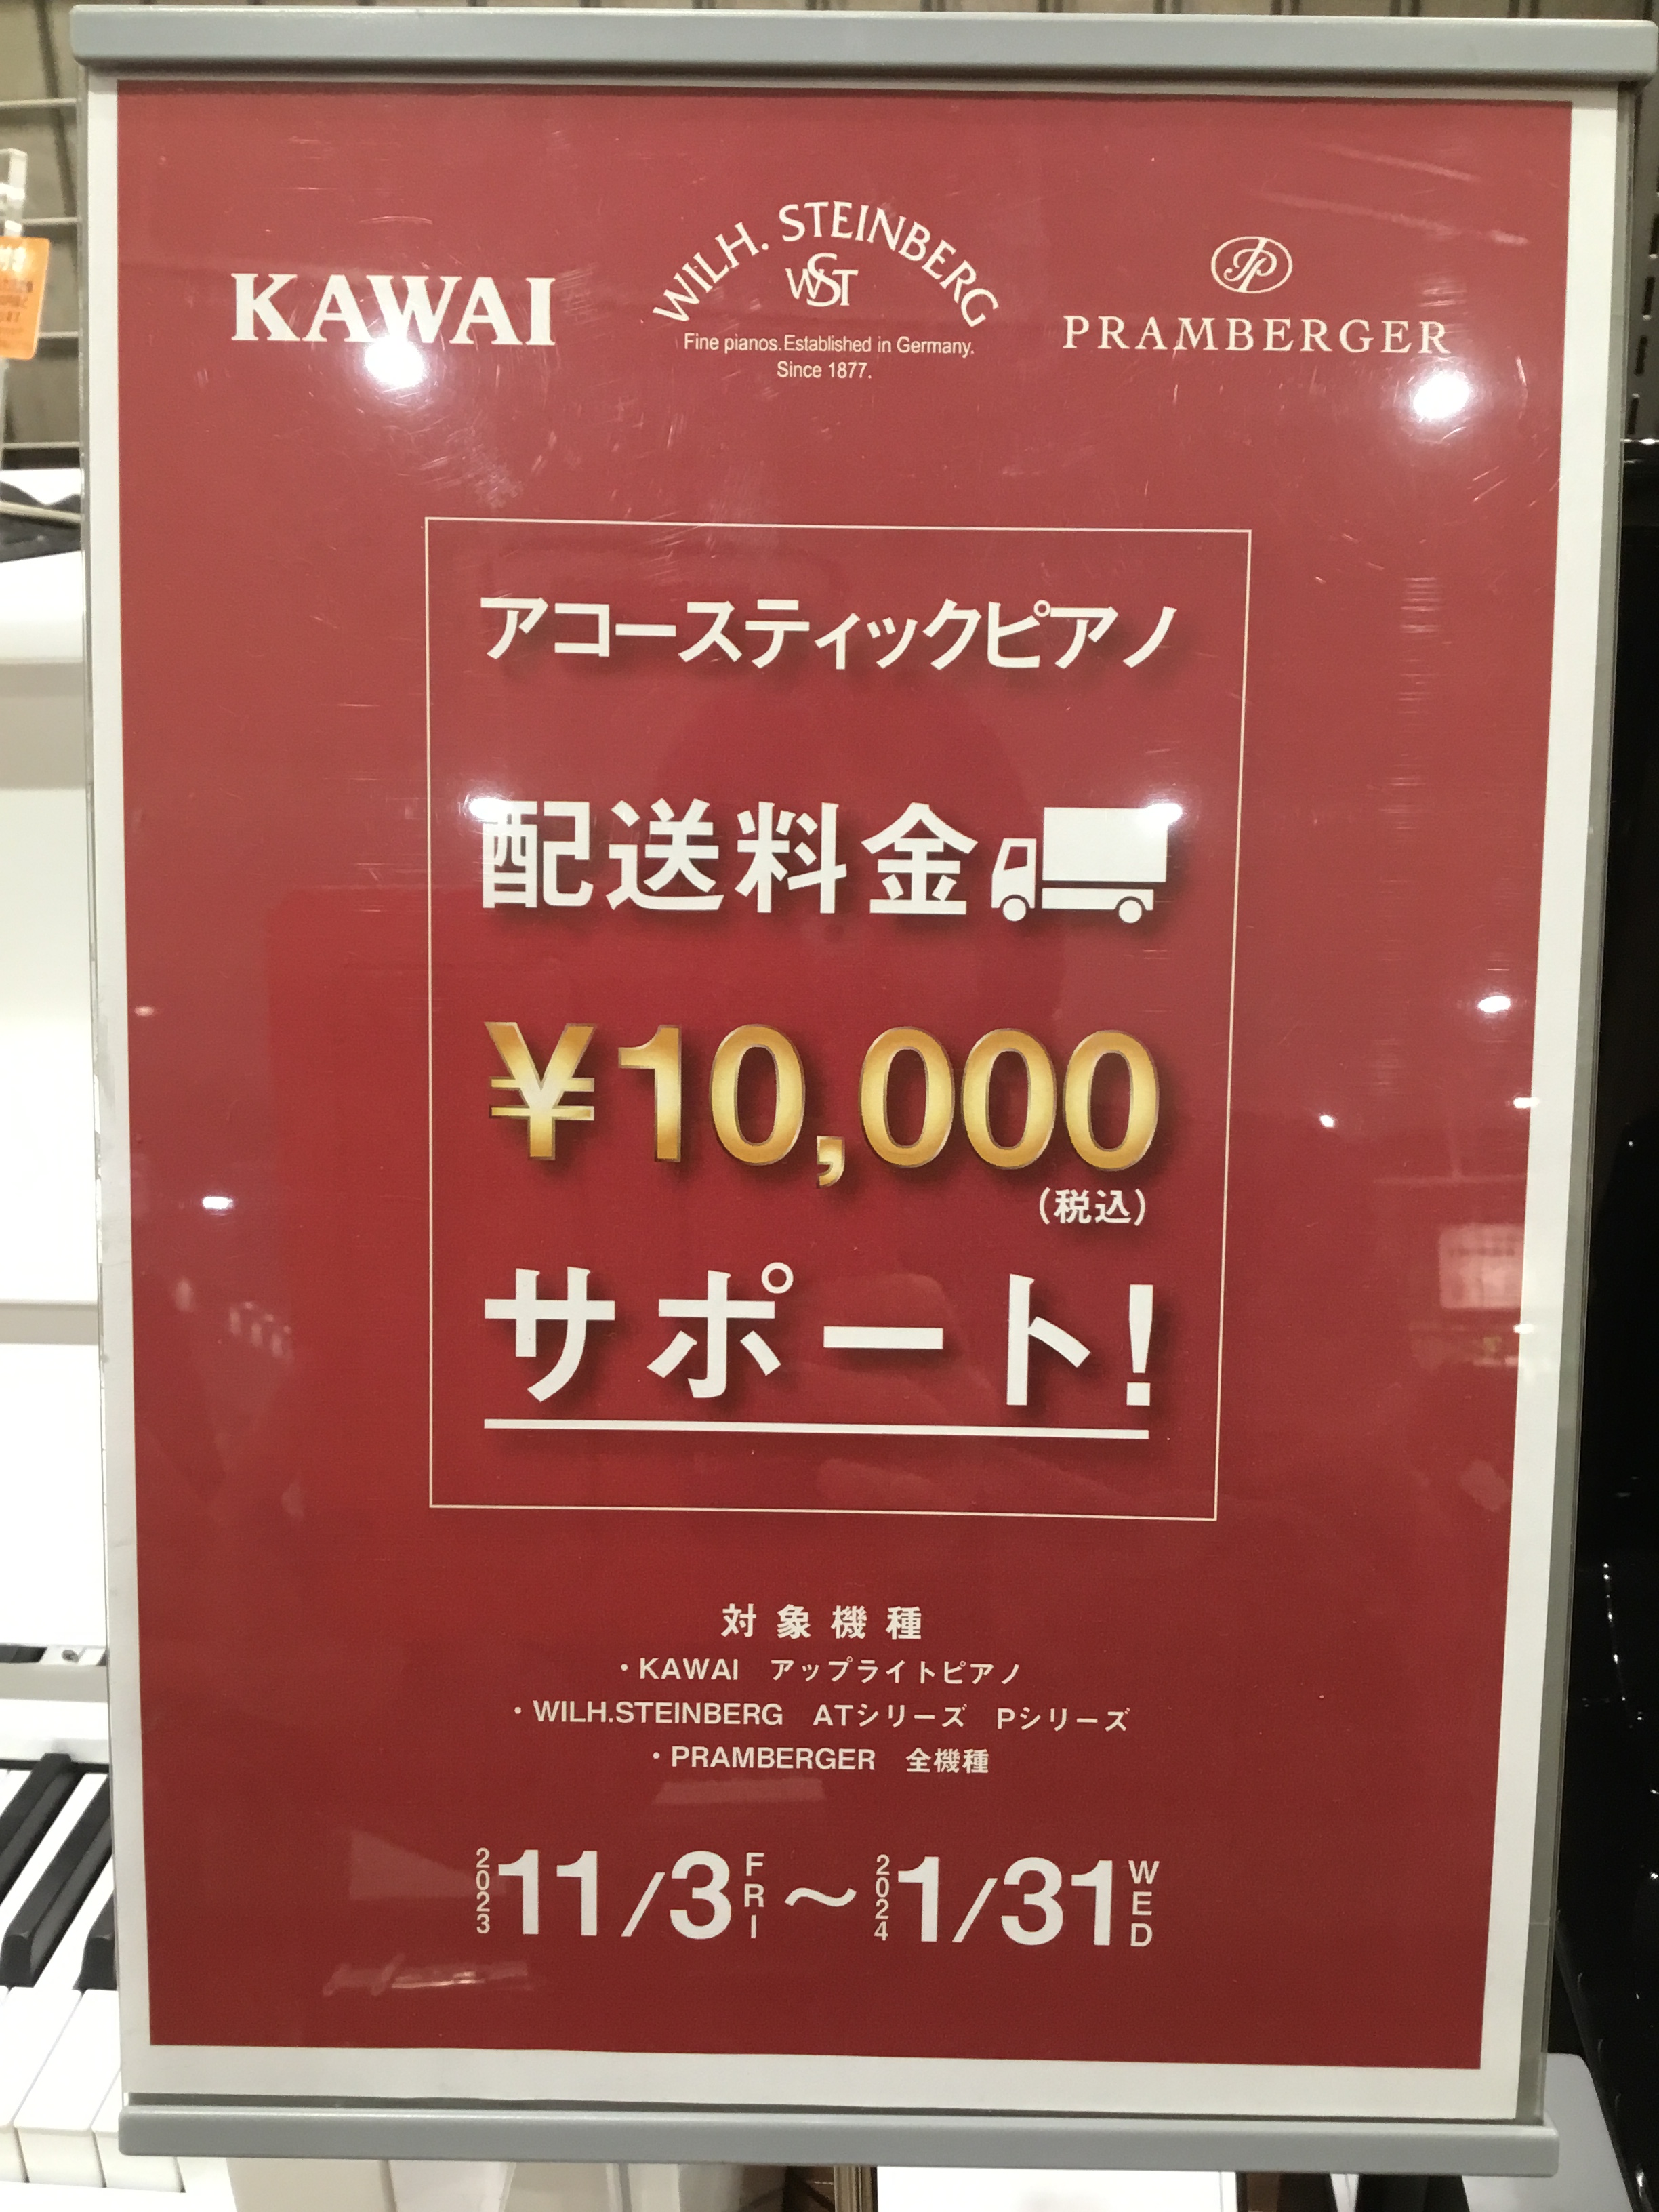 KAWAI
WILH. STEINBERG
WST
Fine pianos. Established in Germany.
Since 1877.
JP
PRAMBERGER
アコースティックピアノ
配送料金
¥10,000
（税込）
サポート!
対象機種
・KAWAI アップライトピアノ
・WILH.STEINBERG ATシリーズ Pシリーズ
・PRAMBERGER 全機種
2023 11/3 FRI ～ 2024 1/31 WED